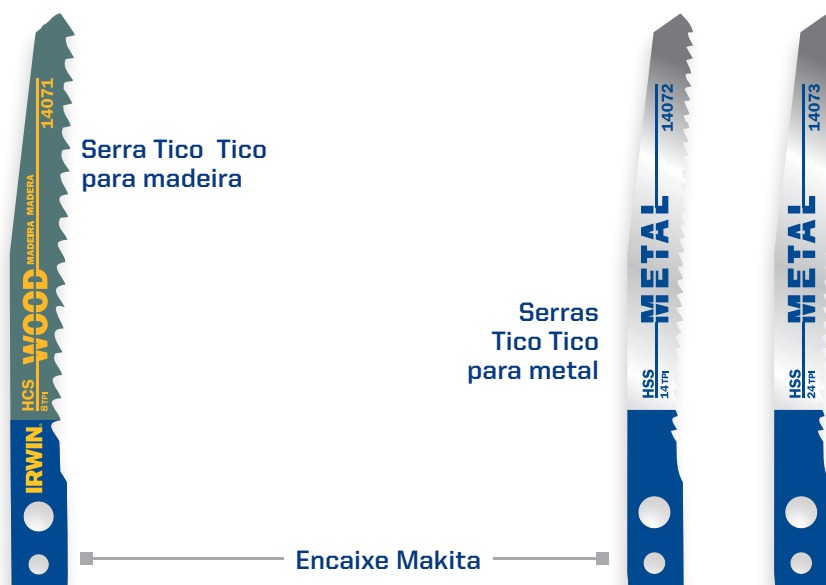 14071
MADEIRA MADERA
WOOD
HCS
8TPI
IRWIN
Serra Tico Tico
para madeira
Serras
Tico Tico
para metal
14072
METAL
HSS
14TPI
14073
METAL
HSS
24TPI
Encaixe Makita